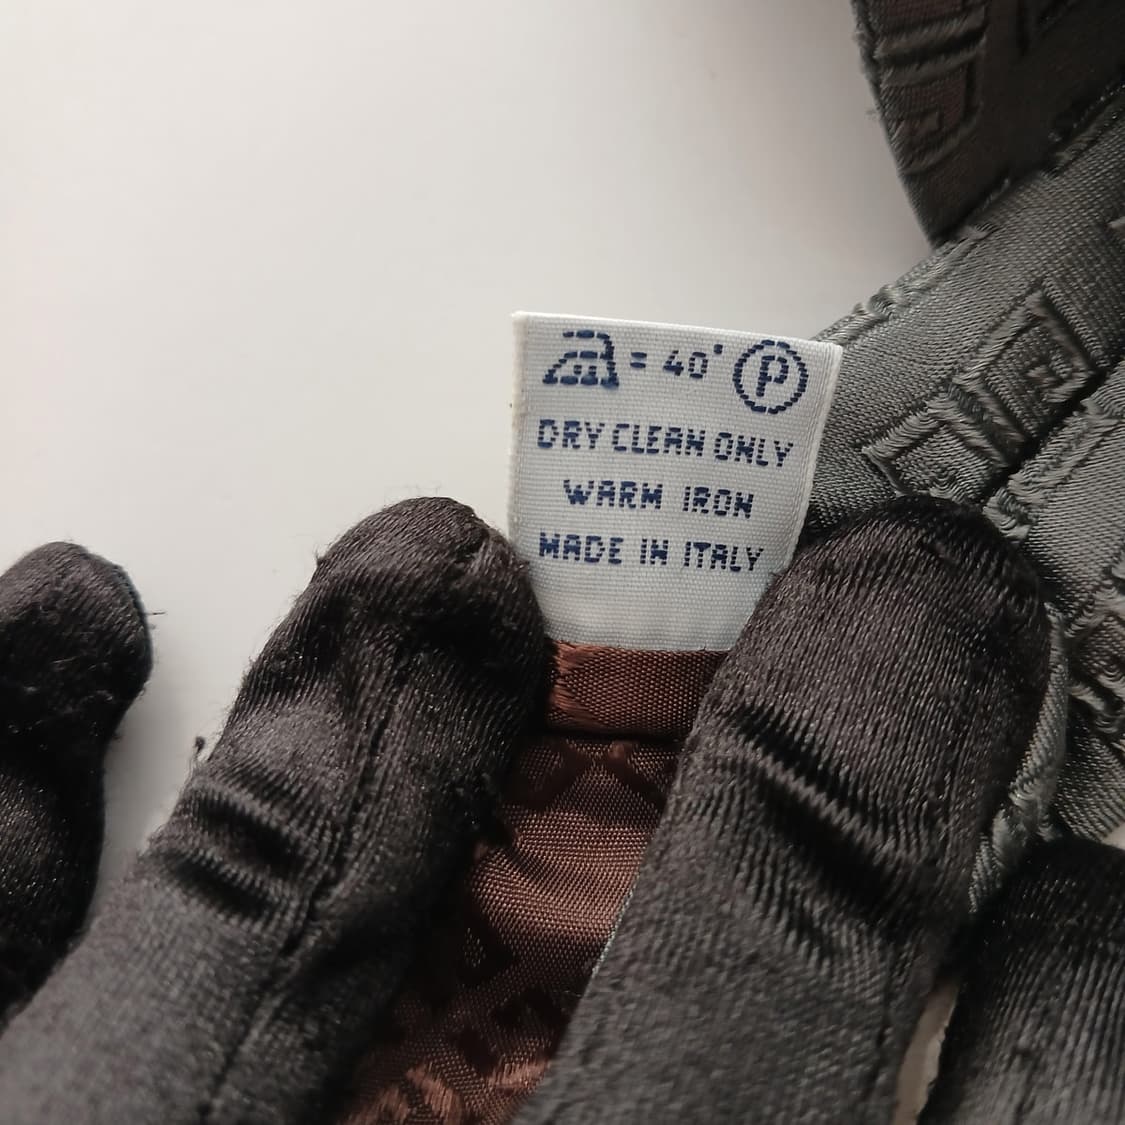 = 40° P
DRY CLEAN ONLY
WARM IRON
MADE IN ITALY